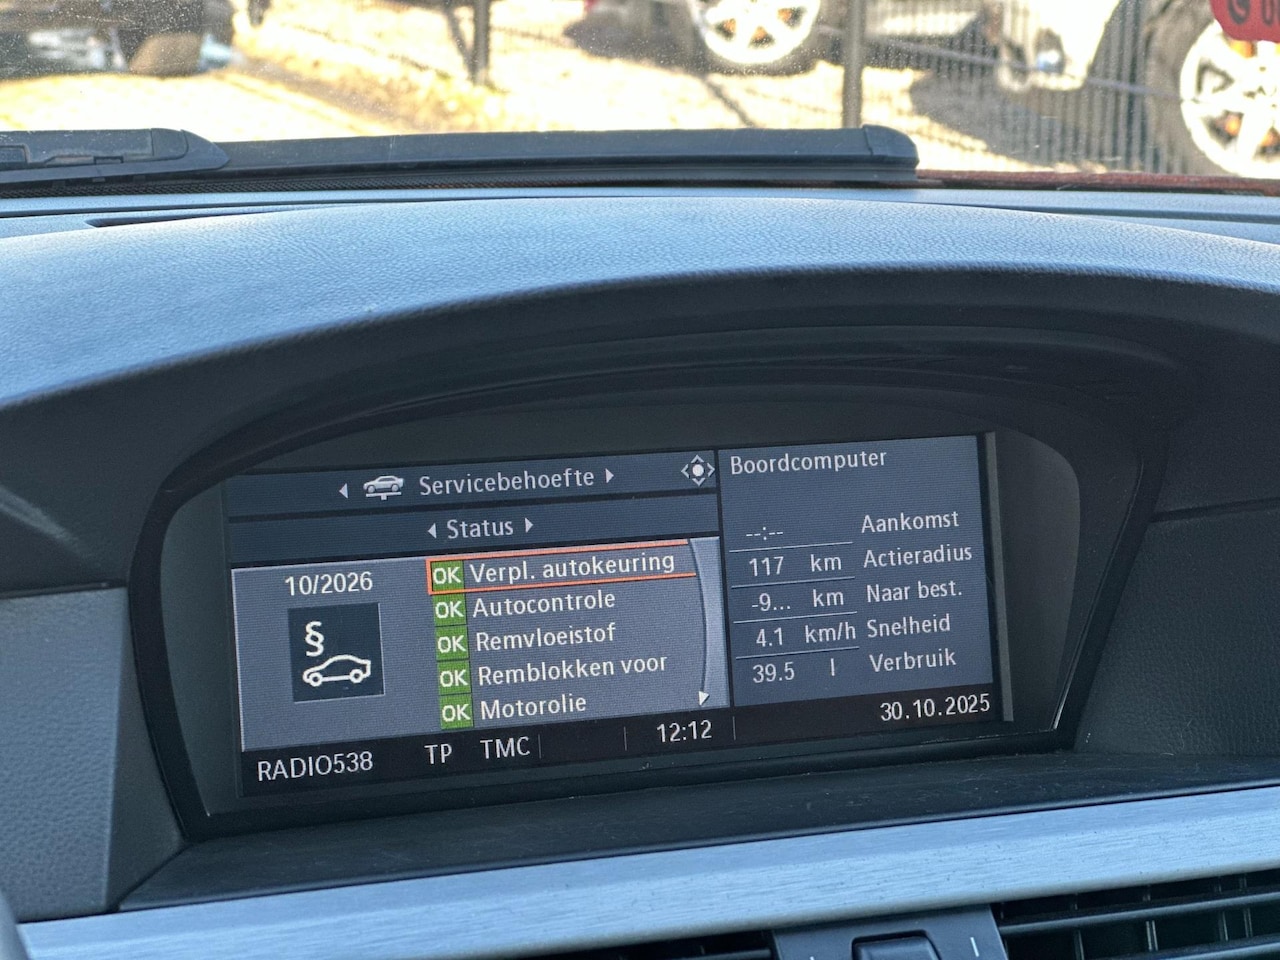 Servicebehoefte
Status
10/2026
§
OK Verpl. autokeuring
OK Autocontrole
OK Remvloeistof
OK Remblokken voor
OK Motorolie
Boordcomputer
--:-- Aankomst
117 km Actieradius
-9... km Naar best.
4.1 km/h Snelheid
39.5 l Verbruik
RADIO538 TP TMC 12:12 30.10.2025